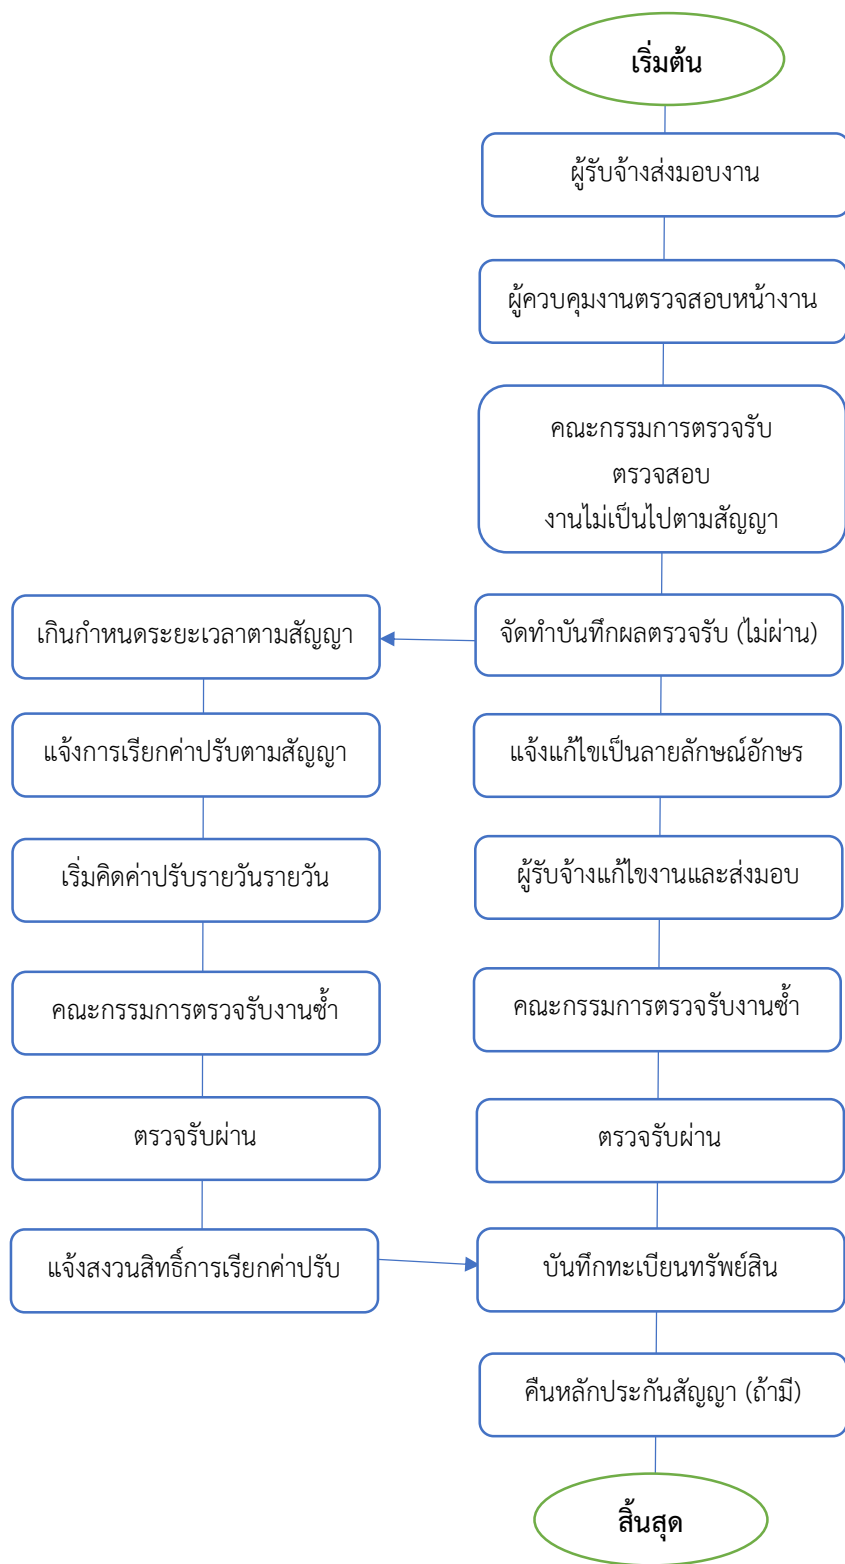 เริ่มต้น
ผู้รับจ้างส่งมอบงาน
ผู้ควบคุมงานตรวจสอบหน้างาน
คณะกรรมการตรวจรับ
ตรวจสอบ
งานไม่เป็นไปตามสัญญา
จัดทำบันทึกผลตรวจรับ (ไม่ผ่าน)
แจ้งแก้ไขเป็นลายลักษณ์อักษร
ผู้รับจ้างแก้ไขงานและส่งมอบ
คณะกรรมการตรวจรับงานซ้ำ
ตรวจรับผ่าน
เกินกำหนดระยะเวลาตามสัญญา
แจ้งการเรียกค่าปรับตามสัญญา
เริ่มคิดค่าปรับรายวันรายวัน
คณะกรรมการตรวจรับงานซ้ำ
ตรวจรับผ่าน
แจ้งสงวนสิทธิ์การเรียกค่าปรับ
บันทึกทะเบียนทรัพย์สิน
คืนหลักประกันสัญญา (ถ้ามี)
สิ้นสุด